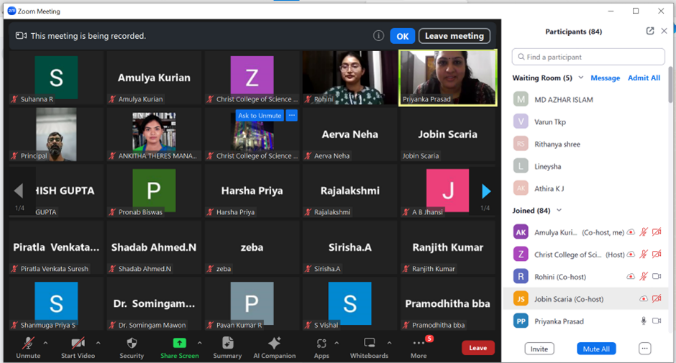 Zoom Meeting
This meeting is being recorded.
OK
Leave meeting
S
Suhanna R
Amulya Kurian
Amulya Kurian
Z
Christ College of Science ...
Rohini
Priyanka Prasad
Principal
ANKITHA THERES MANA...
Ask to Unmute
Christ College of Science ...
Aerva Neha
Aerva Neha
Jobin Scaria
Jobin Scaria
HISH GUPTA
GUPTA
1/4
P
Pronab Biswas
Harsha Priya
Harsha Priya
Rajalakshmi
Rajalakshmi
J
A B Jhansi
1/4
Piratla Venkata...
Piratla Venkata Suresh
Shadab Ahmed.N
Shadab Ahmed.N
zeba
zeba
Sirisha.A
Sirisha.A
Ranjith Kumar
Ranjith Kumar
S
Shanmuga Priya S
Dr. Somingam...
Dr. Somingam Mawon
P
Pavan Kumar R
S
S Vishal
Pramodhitha bba
Pramodhitha bba
Unmute
Start Video
Security
Share Screen
Summary
AI Companion
Apps
Whiteboards
More
5
Leave
Participants (84)
Find a participant
Waiting Room (5)
Message
Admit All
M
MD AZHAR ISLAM
V
Varun Tkp
RS
Rithanya shree
L
Lineysha
AK
Athira K J
Joined (84)
AK
Amulya Kuri... (Co-host, me)
Z
Christ College of Sci... (Host)
R
Rohini (Co-host)
JS
Jobin Scaria (Co-host)
PP
Priyanka Prasad
Invite
Mute All